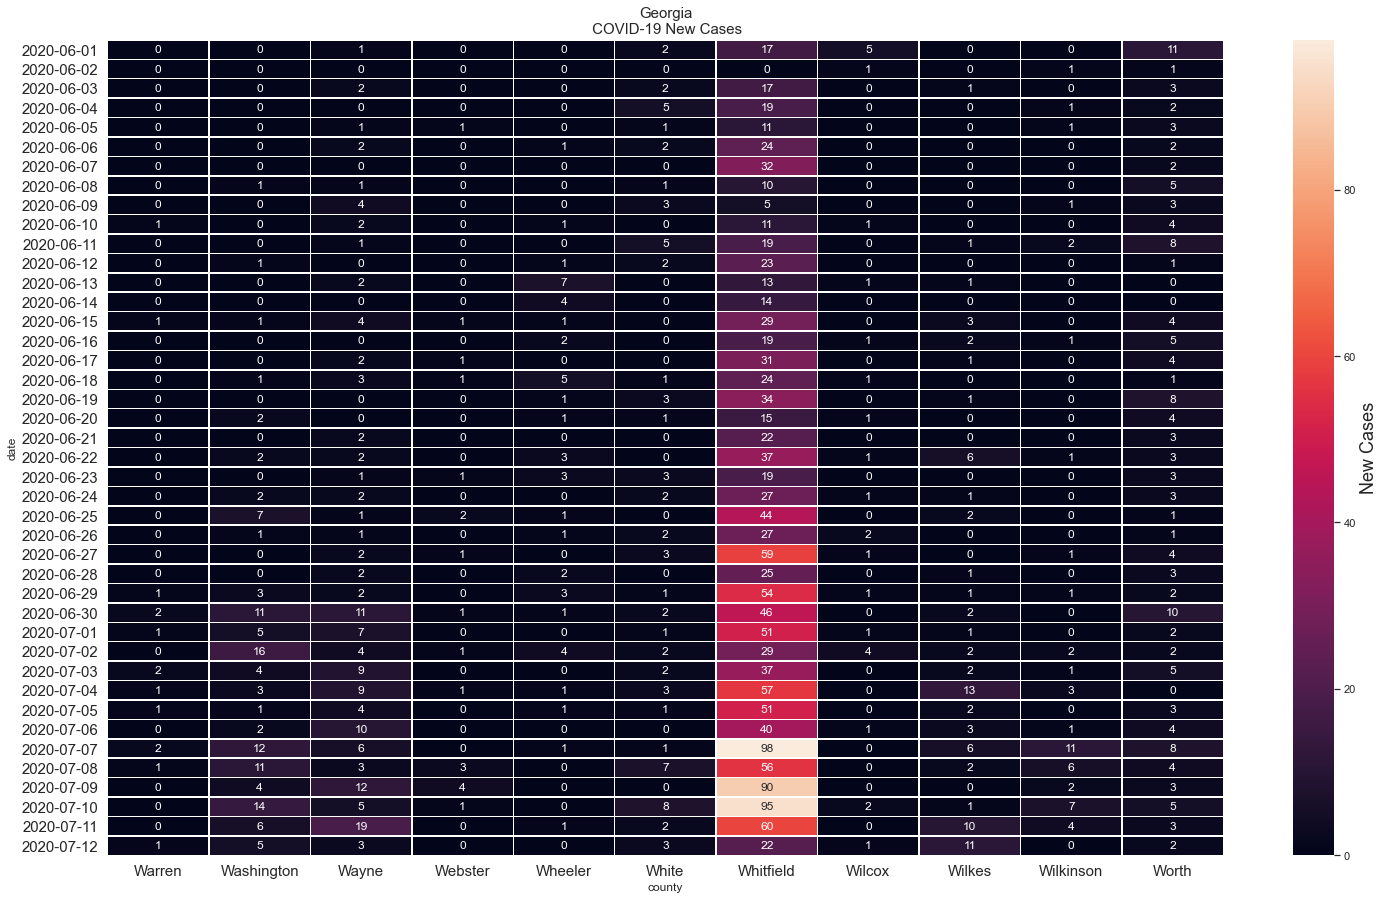 Georgia
COVID-19 New Cases
2020-06-01 0 0 1 0 0 2 17 5 0 0 11
2020-06-02 0 0 0 0 0 0 0 1 0 1 1
2020-06-03 0 0 2 0 0 2 17 0 1 0 3
2020-06-04 0 0 0 0 0 5 19 0 0 1 2
2020-06-05 0 0 1 1 0 1 11 0 0 1 3
2020-06-06 0 0 2 0 1 2 24 0 0 0 2
2020-06-07 0 0 0 0 0 0 32 0 0 0 2
2020-06-08 0 1 1 0 0 1 10 0 0 0 5
2020-06-09 0 0 4 0 0 3 5 0 0 1 3
2020-06-10 1 0 2 0 1 0 11 1 0 0 4
2020-06-11 0 0 1 0 0 5 19 0 1 2 8
2020-06-12 0 1 0 0 1 2 23 0 0 0 1
2020-06-13 0 0 2 0 7 0 13 1 1 0 0
2020-06-14 0 0 0 0 4 0 14 0 0 0 0
2020-06-15 1 1 4 1 1 0 29 0 3 0 4
2020-06-16 0 0 0 0 2 0 19 1 2 1 5
2020-06-17 0 0 2 1 0 0 31 0 1 0 4
2020-06-18 0 1 3 1 5 1 24 1 0 0 1
2020-06-19 0 0 0 0 1 3 34 0 1 0 8
2020-06-20 0 2 0 0 1 1 15 1 0 0 4
2020-06-21 0 0 2 0 0 0 22 0 0 0 3
2020-06-22 0 2 2 0 3 0 37 1 6 1 3
2020-06-23 0 0 1 1 3 3 19 0 0 0 3
2020-06-24 0 2 2 0 0 2 27 1 1 0 3
2020-06-25 0 7 1 2 1 0 44 0 2 0 1
2020-06-26 0 1 1 0 1 2 27 2 0 0 1
2020-06-27 0 0 2 1 0 3 59 1 0 1 4
2020-06-28 0 0 2 0 2 0 25 0 1 0 3
2020-06-29 1 3 2 0 3 1 54 1 1 1 2
2020-06-30 2 11 11 1 1 2 46 0 2 0 10
2020-07-01 1 5 7 0 0 1 51 1 1 0 2
2020-07-02 0 16 4 1 4 2 29 4 2 2 2
2020-07-03 2 4 9 0 0 2 37 0 2 1 5
2020-07-04 1 3 9 1 1 3 57 0 13 3 0
2020-07-05 1 1 4 0 1 1 51 0 2 0 3
2020-07-06 0 2 10 0 0 0 40 1 3 1 4
2020-07-07 2 12 6 0 1 1 98 0 6 11 8
2020-07-08 1 11 3 3 0 7 56 0 2 6 4
2020-07-09 0 4 12 4 0 0 90 0 0 2 3
2020-07-10 0 14 5 1 0 8 95 2 1 7 5
2020-07-11 0 6 19 0 1 2 60 0 10 4 3
2020-07-12 1 5 3 0 0 3 22 1 11 0 2
Warren Washington Wayne Webster Wheeler White Whitfield Wilcox Wilkes Wilkinson Worth
county
date
80
60
40
20
0
New Cases